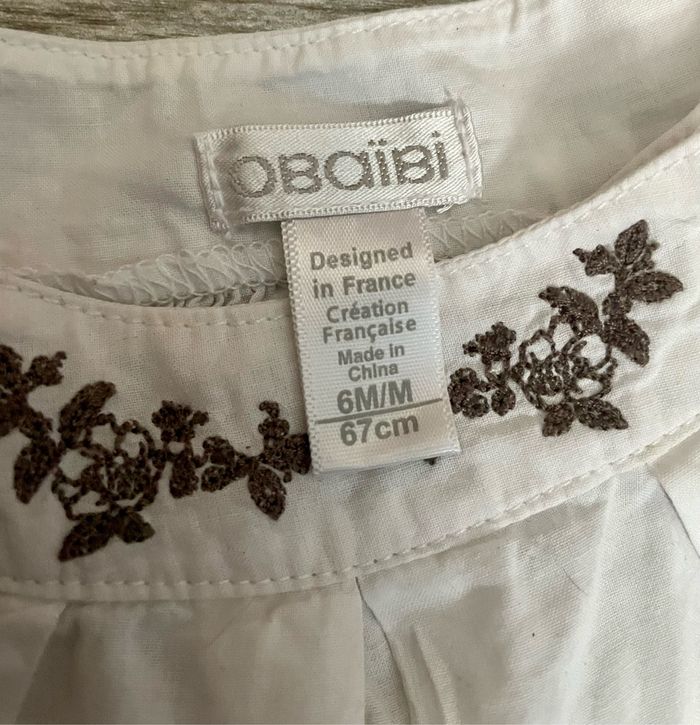 OBaïBi
Designed
in France
Création
Française
Made in
China
6M/M
67cm